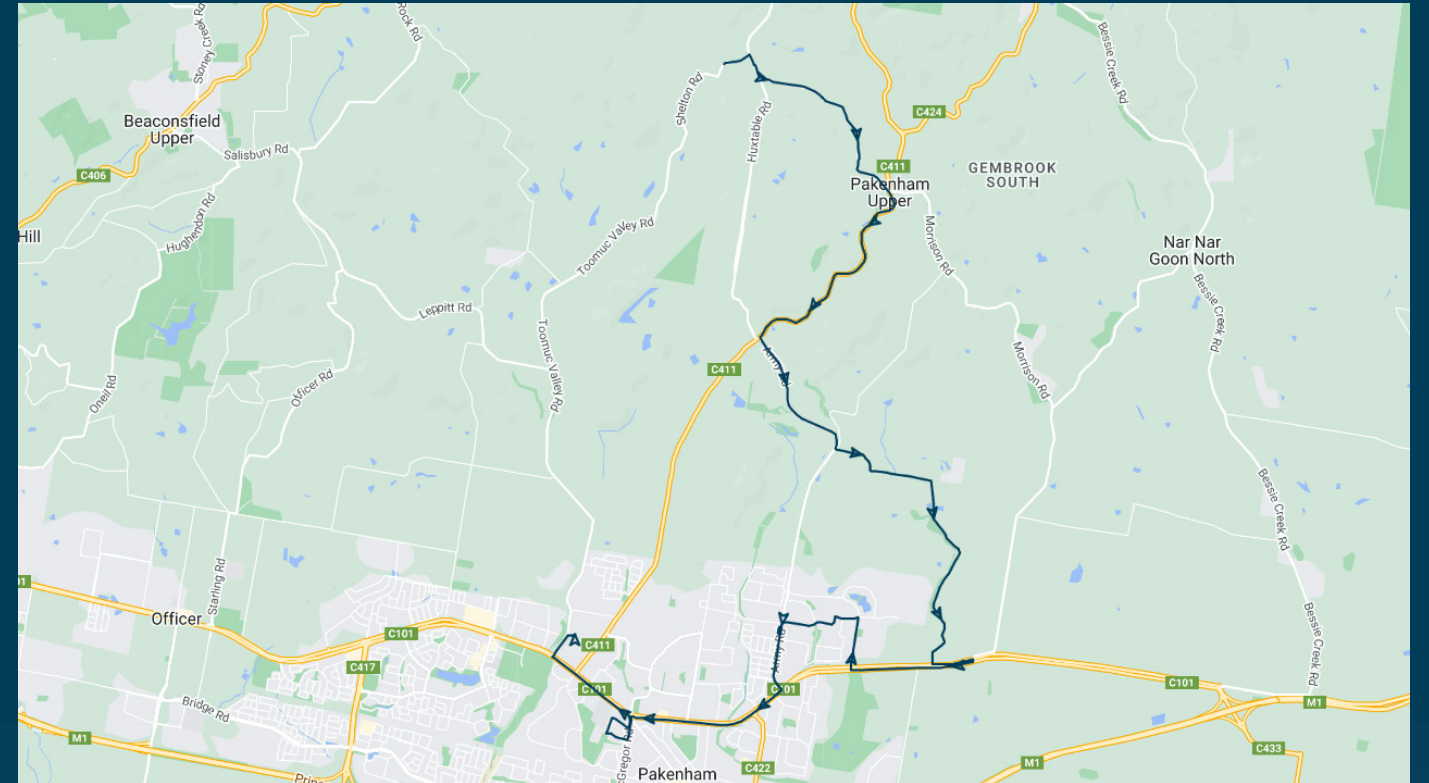 Stoney Creek Rd
Rock Rd
Bessie Creek Rd
Shelton Rd
C424
Beaconsfield
Upper
Huxtable Rd
Salisbury Rd
C411
GEMBROOK
SOUTH
C406
Pakenham
Upper
Hughendon Rd
Hill
Toomuc Valley Rd
Morrison Rd
Nar Nar
Goon North
Leppitt Rd
Bessie Creek Rd
Toomuc Valley Rd
Army Rd
C411
Morrison Rd
Oneil Rd
Officer Rd
Bessie Creek Rd
01
Starling Rd
Officer
C101
C411
Army Rd
Bessie Creek Rd
C417
C101
C101
C101
Bridge Rd
M1
M1
cGregor Rd
C433
M1
C422
Pakenham
Prin